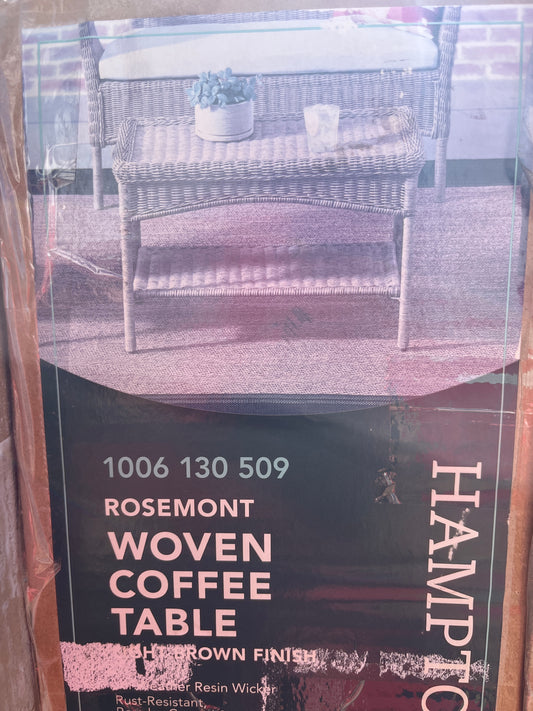 1006 130 509
ROSEMONT
WOVEN
COFFEE
TABLE
BROWN FINISH
Resin Wicker
Rust-Resistant,
HAMPTO